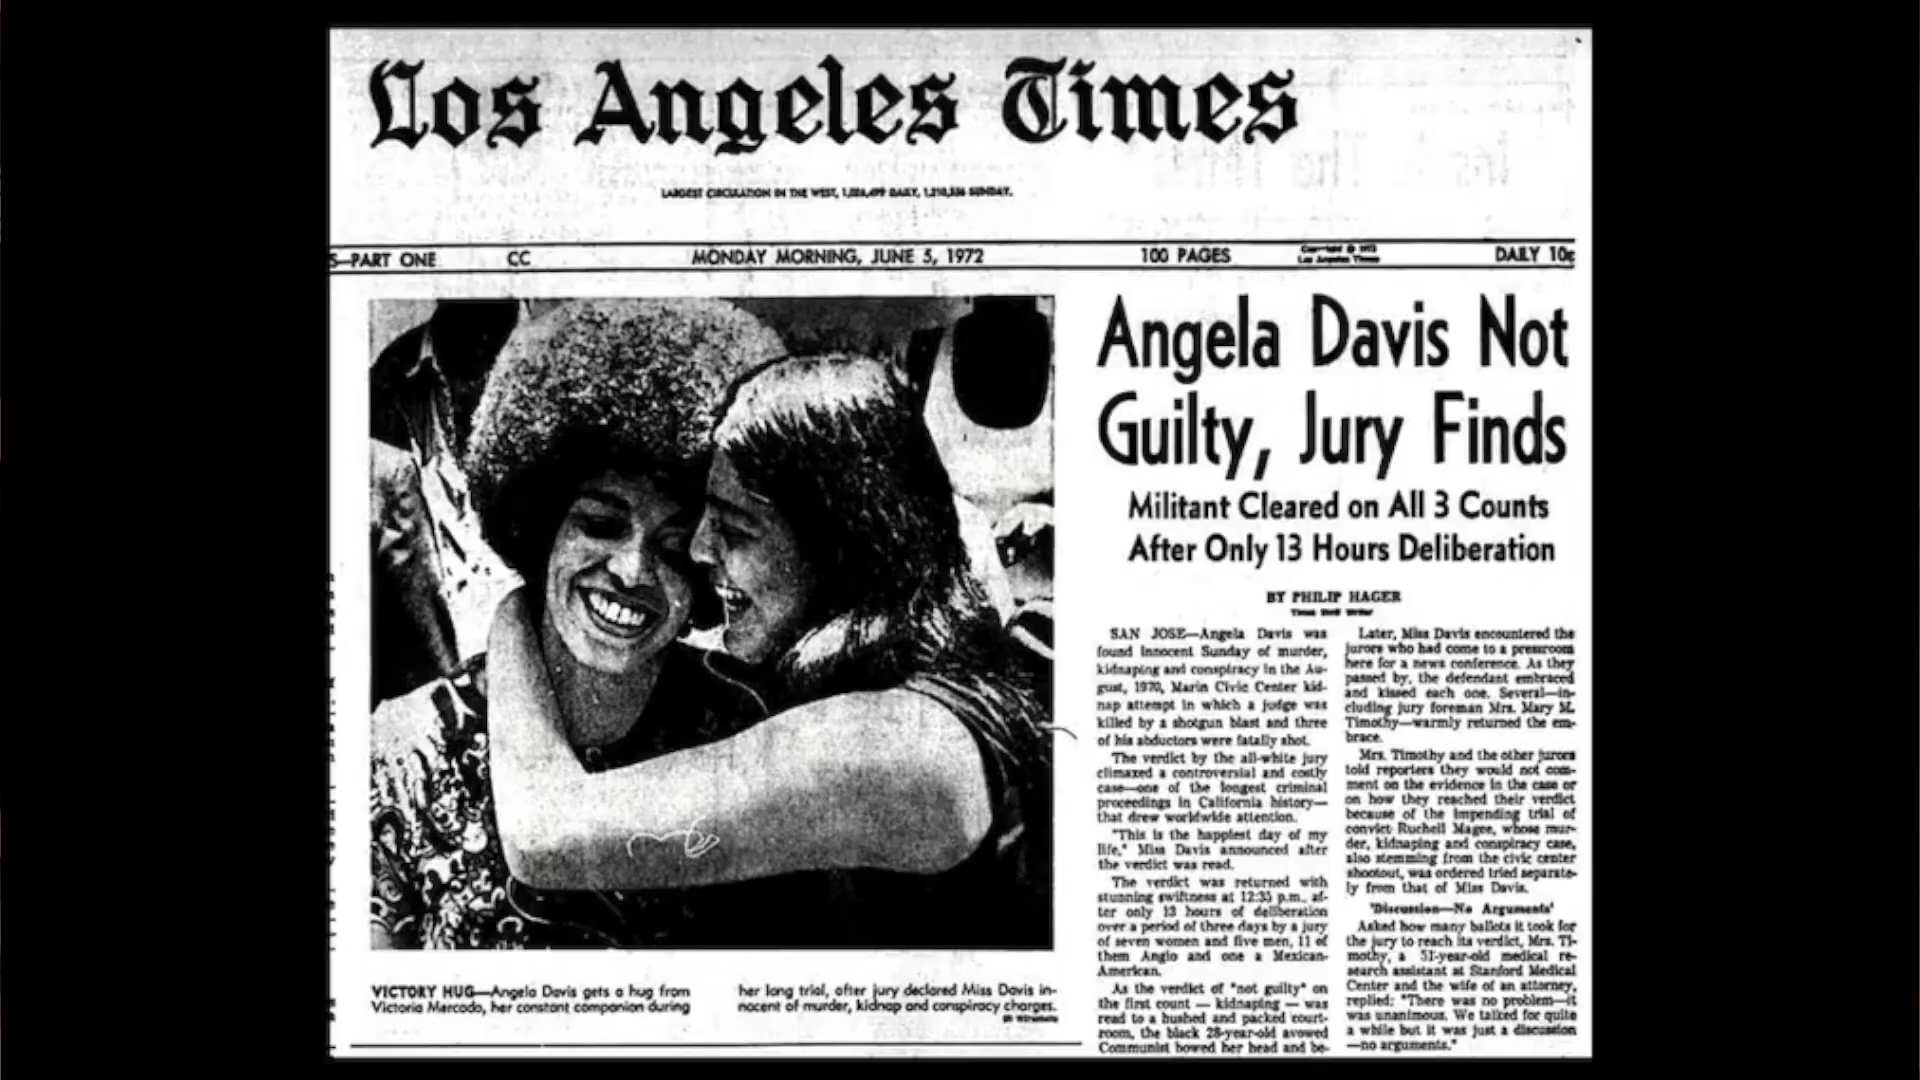 Los Angeles Times
LARGEST CIRCULATION IN THE WEST, DAILY, SUNDAY.
S—PART ONE CC MONDAY MORNING, JUNE 5, 1972 100 PAGES Copyright © 1972 DAILY 10¢
Los Angeles Times
Angela Davis Not
Guilty, Jury Finds
Militant Cleared on All 3 Counts
After Only 13 Hours Deliberation
BY PHILIP HAGER
Times Staff Writer
SAN JOSE—Angela Davis was
found innocent Sunday of murder,
kidnaping and conspiracy in the Au-
gust, 1970, Marin Civic Center kid-
nap attempt in which a judge was
killed by a shotgun blast and three
of his abductors were fatally shot.
The verdict by the all-white jury
climaxed a controversial and costly
case—one of the longest criminal
proceedings in California history—
that drew worldwide attention.
"This is the happiest day of my
life," Miss Davis announced after
the verdict was read.
The verdict was returned with
stunning swiftness at 12:35 p.m., af-
ter only 13 hours of deliberation
over a period of three days by a jury
of seven women and five men, 11 of
them Anglo and one a Mexican-
American.
As the verdict of "not guilty" on
the first count — kidnaping — was
read to a hushed and packed court-
room, the black 28-year-old avowed
Communist bowed her head and be-
Later, Miss Davis encountered the
jurors who had come to a pressroom
here for a news conference. As they
passed by, the defendant embraced
and kissed each one. Several—in-
cluding jury foreman Mrs. Mary M.
Timothy—warmly returned the em-
brace.
Mrs. Timothy and the other jurors
told reporters they would not com-
ment on the evidence in the case or
on how they reached their verdict
because of the impending trial of
convict Ruchell Magee, whose mur-
der, kidnaping and conspiracy case,
also stemming from the civic center
shootout, was ordered tried separate-
ly from that of Miss Davis.
'Discussion—No Arguments'
Asked how many ballots it took for
the jury to reach its verdict, Mrs. Ti-
mothy, a 51-year-old medical re-
search assistant at Stanford Medical
Center and the wife of an attorney,
replied: "There was no problem—it
was unanimous. We talked for quite
a while but it was just a discussion
—no arguments."
VICTORY HUG—Angela Davis gets a hug from
Victoria Mercado, her constant companion during
her long trial, after jury declared Miss Davis in-
nocent of murder, kidnap and conspiracy charges.